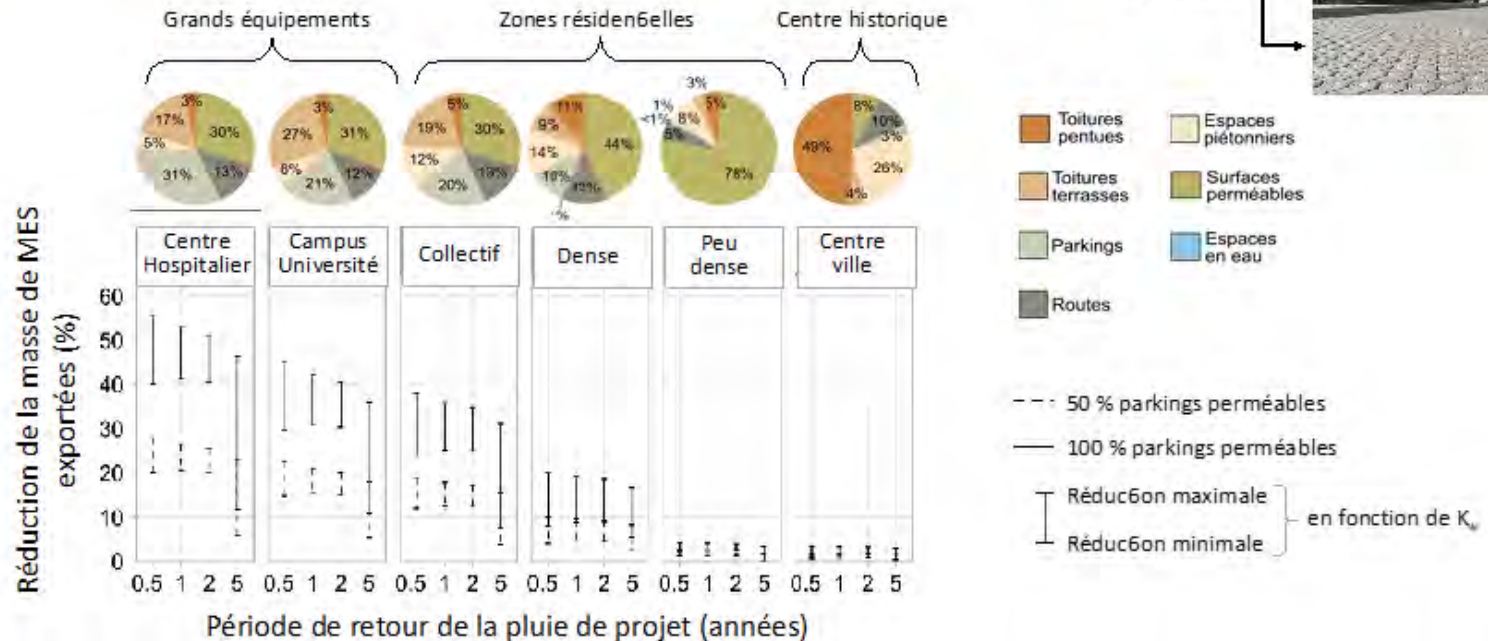 Grands équipements
Zones résiden6elles
Centre historique
3%
17%
30%
5%
31%
13%
3%
27%
31%
6%
21%
12%
5%
19%
30%
12%
20%
19%
11%
9%
44%
14%
10%
3%
1%
<1%
8%
5%
78%
8%
10%
3%
49%
26%
4%
Toitures pentues
Espaces piétonniers
Toitures terrasses
Surfaces perméables
Parkings
Espaces en eau
Routes
Centre Hospitalier
Campus Université
Collectif
Dense
Peu dense
Centre ville
Réduction de la masse de MES exportées (%)
60
50
40
30
20
10
0
0.5 1 2 5
0.5 1 2 5
0.5 1 2 5
0.5 1 2 5
0.5 1 2 5
0.5 1 2 5
Période de retour de la pluie de projet (années)
50 % parkings perméables
100 % parkings perméables
Réduc6on maximale
Réduc6on minimale
en fonction de K